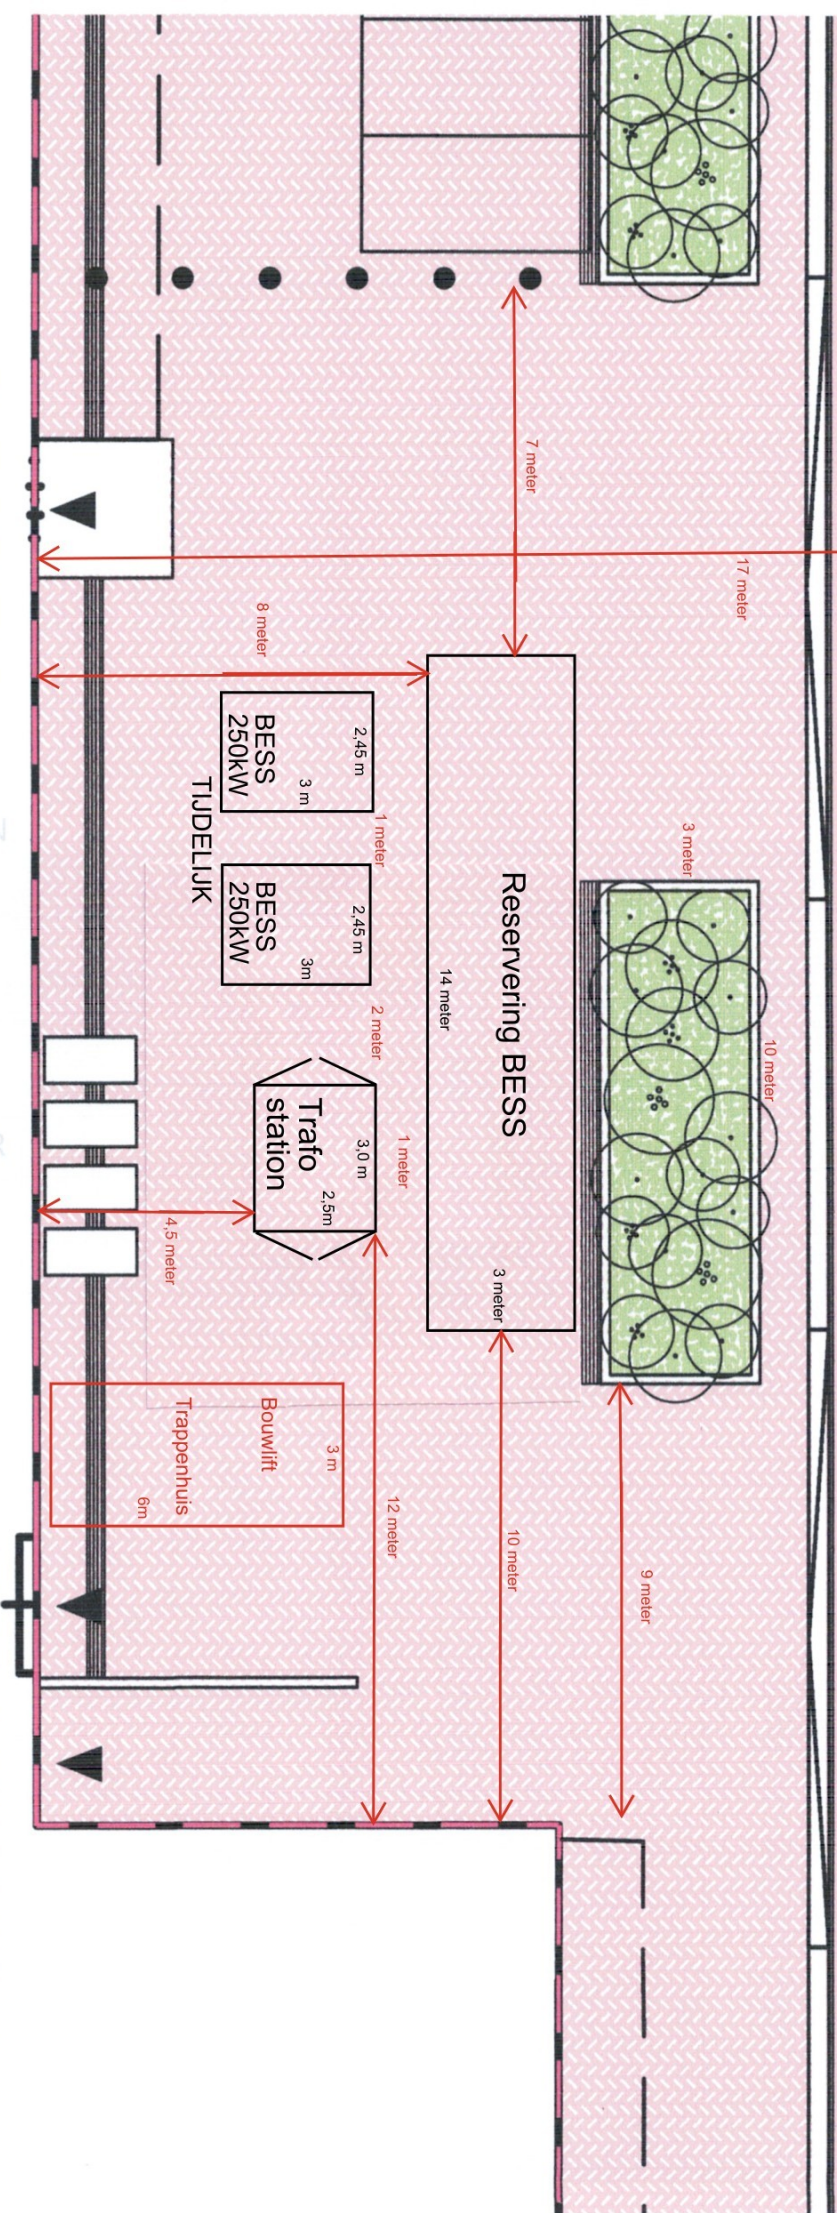 7 meter
17 meter
8 meter
2,45 m
BESS
250kW
3 m
TIJDELIJK
1 meter
2,45 m
BESS
250kW
3m
Reservering BESS
14 meter
3 meter
3 meter
10 meter
2 meter
1 meter
3,0 m
Trafo
station
2,5m
4,5 meter
3 m
Bouwlift
Trappenhuis
6m
12 meter
10 meter
9 meter